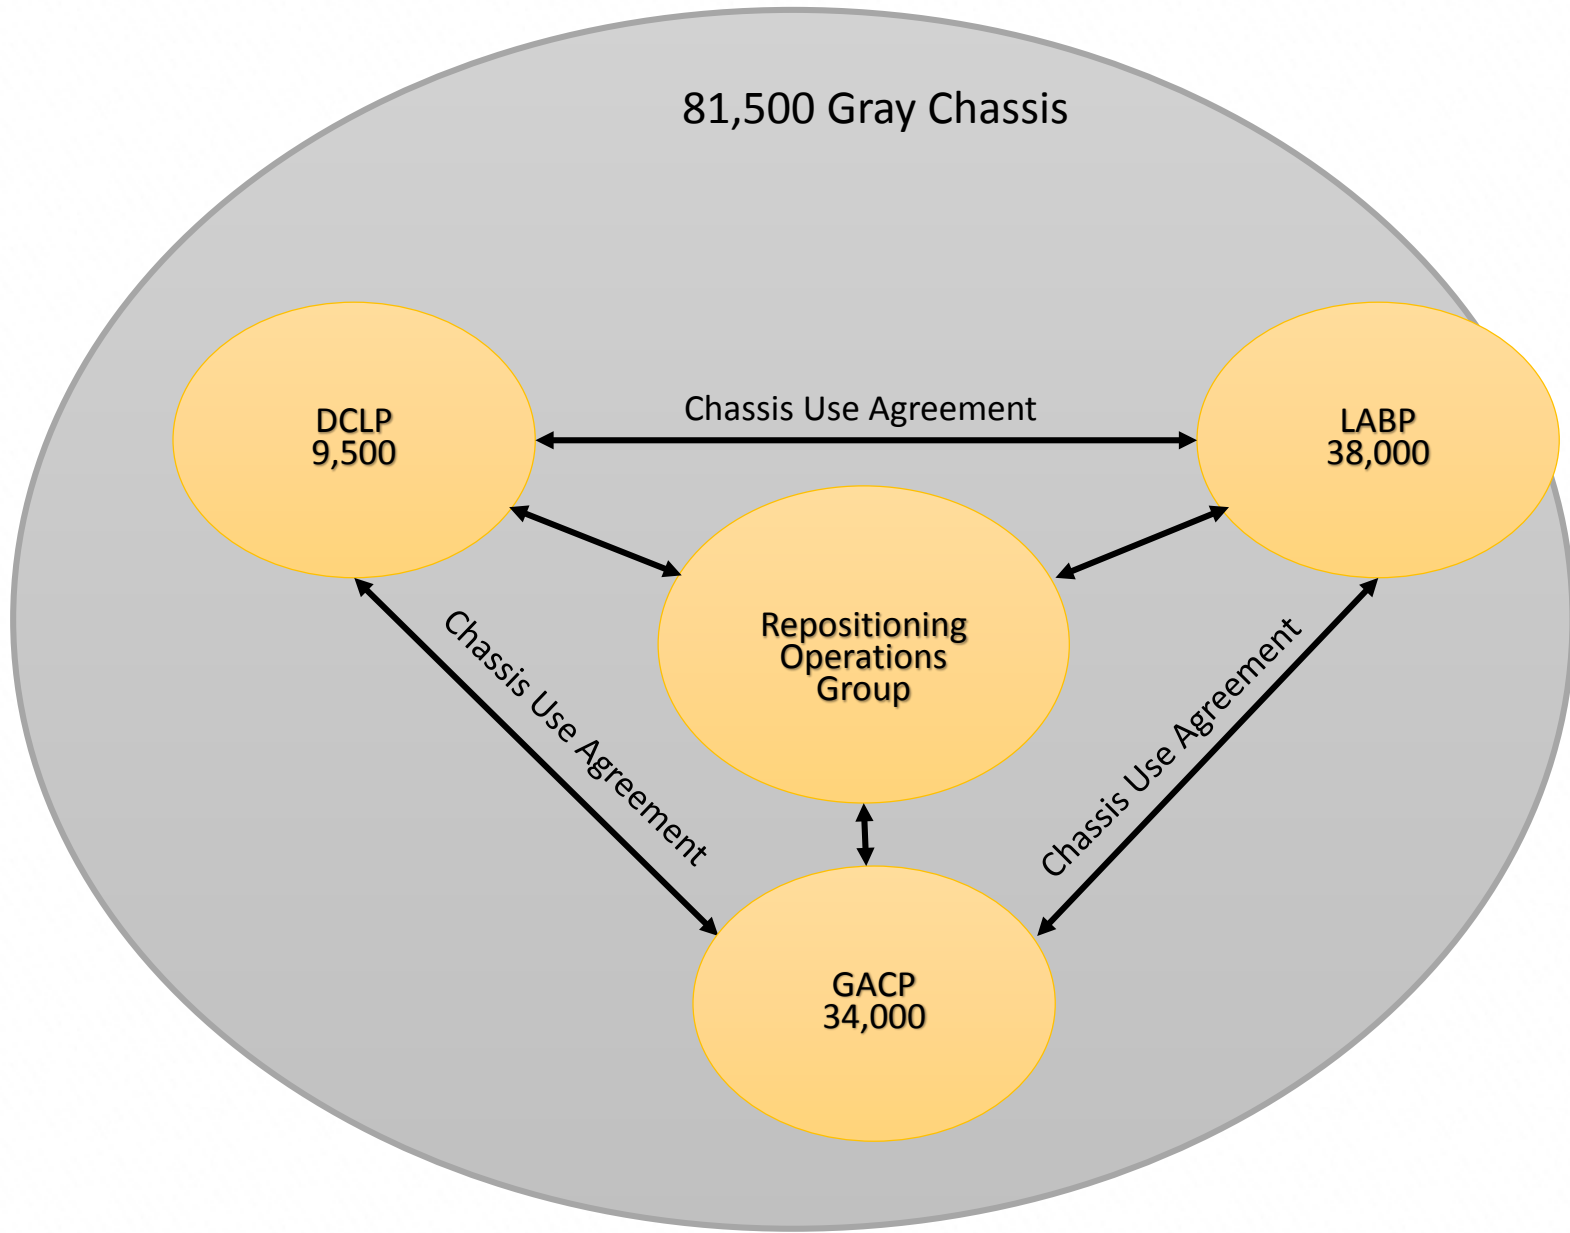 81,500 Gray Chassis
DCLP
9,500
Chassis Use Agreement
LABP
38,000
Repositioning
Operations
Group
Chassis Use Agreement
Chassis Use Agreement
GACP
34,000